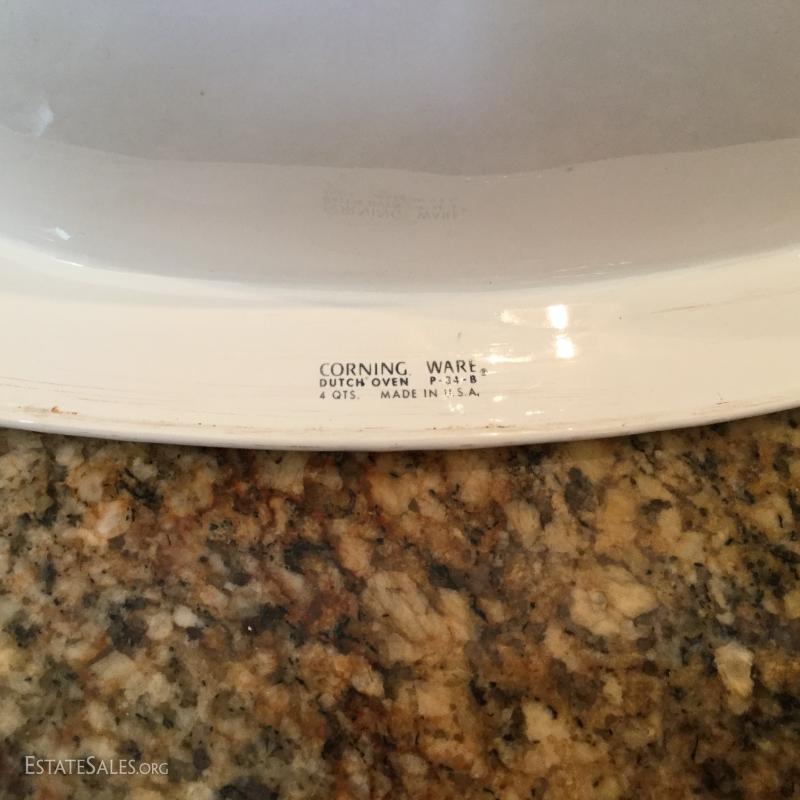 CORNING WARE®
DUTCH OVEN P-34-B
4 QTS. MADE IN U.S.A.
ESTATESALES.ORG